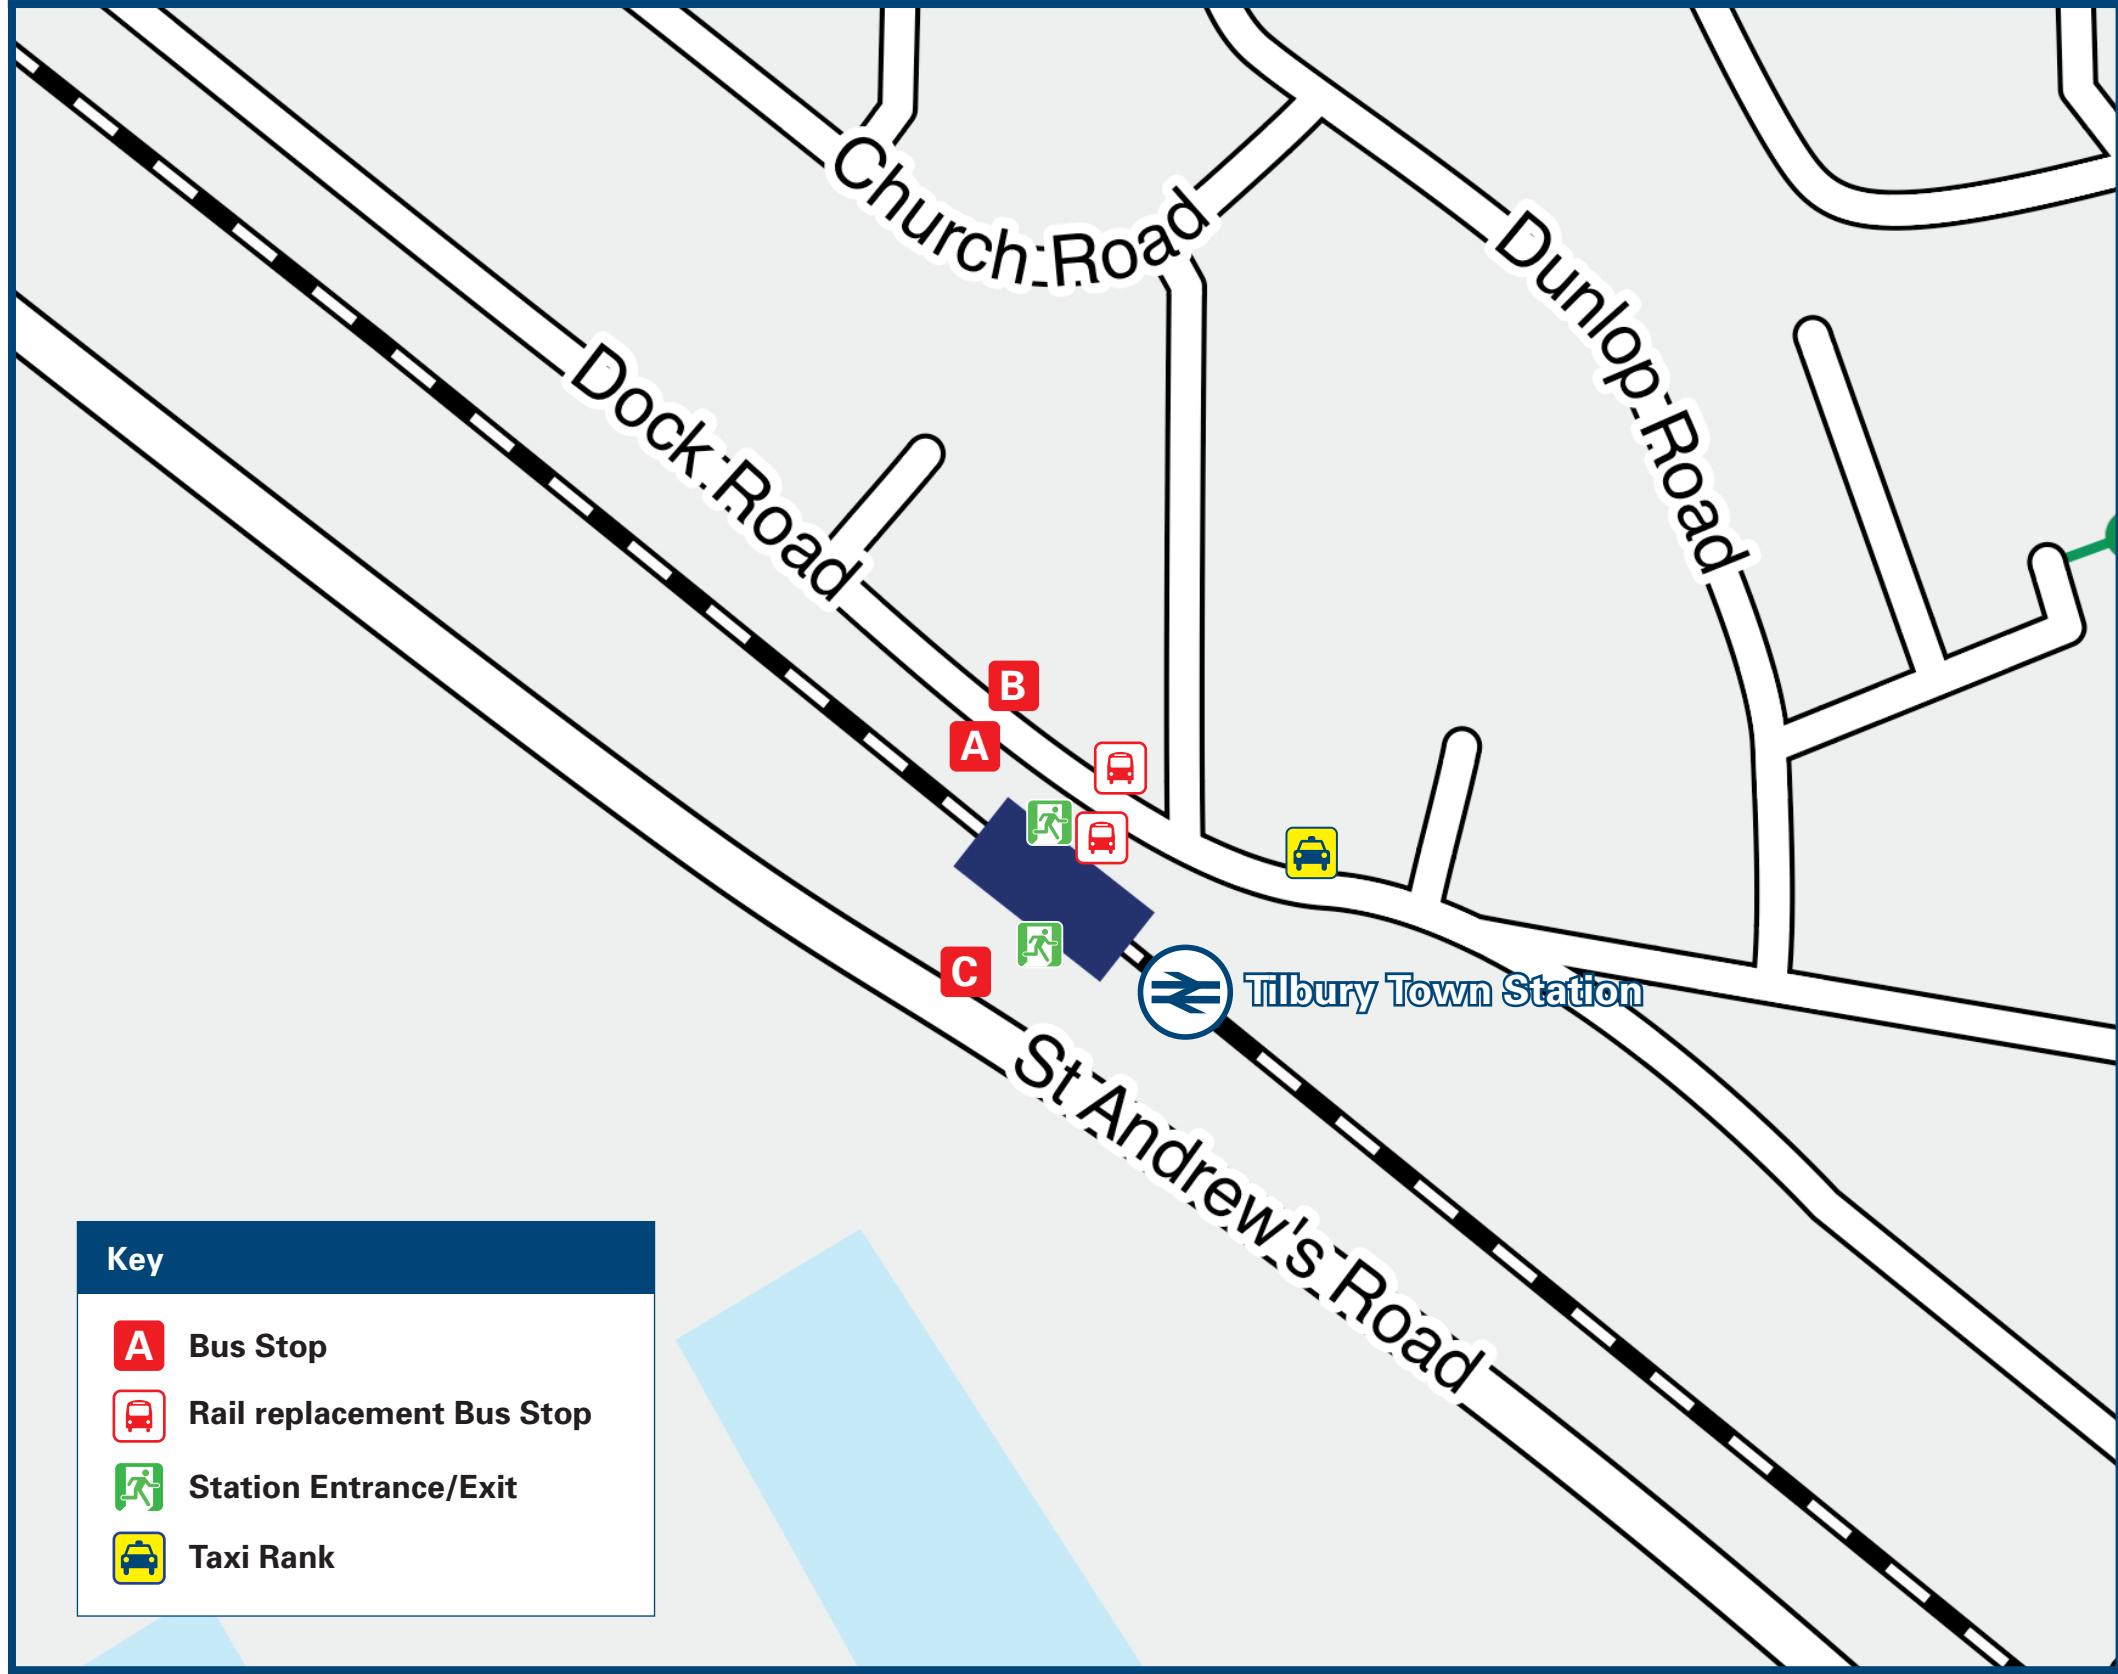 Church Road
Dunlop Road
Dock Road
B
A
C
Tilbury Town Station
St Andrew's Road
Key
A Bus Stop
Rail replacement Bus Stop
Station Entrance/Exit
Taxi Rank